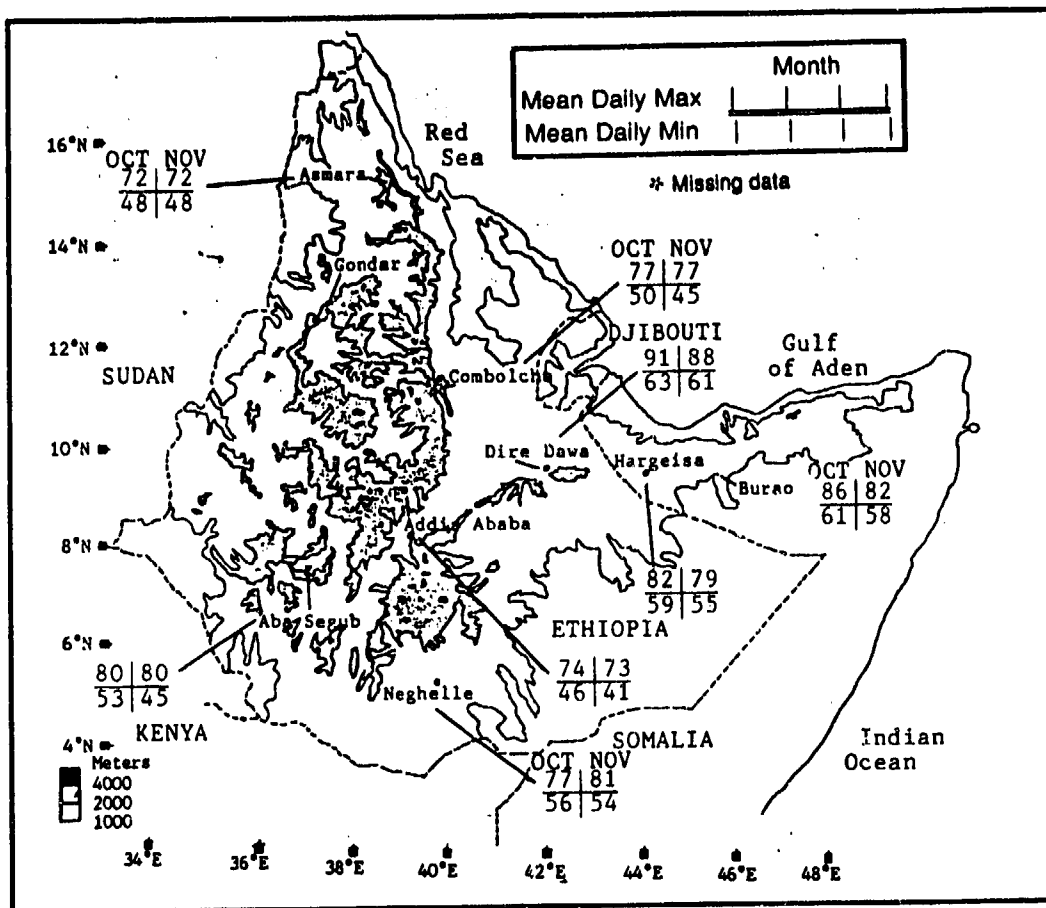 Month
Mean Daily Max
Mean Daily Min
* Missing data
Red
Sea
16°N
OCT NOV
72 72
48 48
Asmara
14°N
Gondar
OCT NOV
77 77
50 45
12°N
DJIBOUTI
91 88
63 61
Gulf
of Aden
SUDAN
Combolcha
10°N
Dire Dawa
Hargeisa
Burao
OCT NOV
86 82
61 58
Addis Ababa
8°N
82 79
59 55
Aba Segub
ETHIOPIA
6°N
80 80
53 45
74 73
46 41
Neghelle
KENYA
SOMALIA
Indian
Ocean
4°N
Meters
4000
2000
1000
OCT NOV
77 81
56 54
34°E 36°E 38°E 40°E 42°E 44°E 46°E 48°E